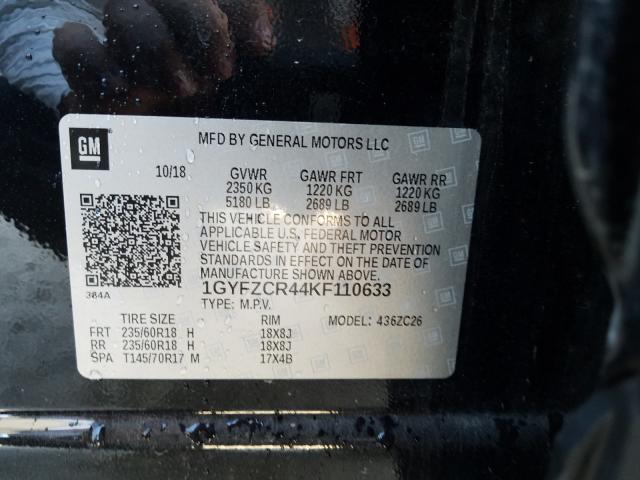 GM
MFD BY GENERAL MOTORS LLC
10/18 GVWR GAWR FRT GAWR RR
2350 KG 1220 KG 1220 KG
5180 LB 2689 LB 2689 LB
THIS VEHICLE CONFORMS TO ALL
APPLICABLE U.S. FEDERAL MOTOR
VEHICLE SAFETY AND THEFT PREVENTION
STANDARDS IN EFFECT ON THE DATE OF
MANUFACTURE SHOWN ABOVE.
384A
1GYFZCR44KF110633
TYPE: M.P.V.
TIRE SIZE RIM MODEL: 436ZC26
FRT 235/60R18 H 18X8J
RR 235/60R18 H 18X8J
SPA T145/70R17 M 17X4B